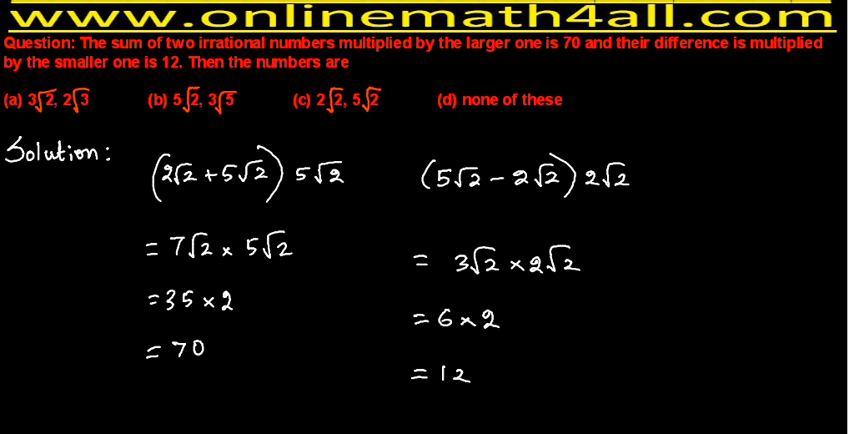 www.onlinemath4all.com
Question: The sum of two irrational numbers multiplied by the larger one is 70 and their difference is multiplied
by the smaller one is 12. Then the numbers are
(a) 3√2, 2√3 (b) 5√2, 3√5 (c) 2√2, 5√2 (d) none of these
Solution:
(2√2 + 5√2) 5√2 (5√2 - 2√2) 2√2
= 7√2 × 5√2 = 3√2 × 2√2
= 35 × 2 = 6 × 2
= 70 = 12